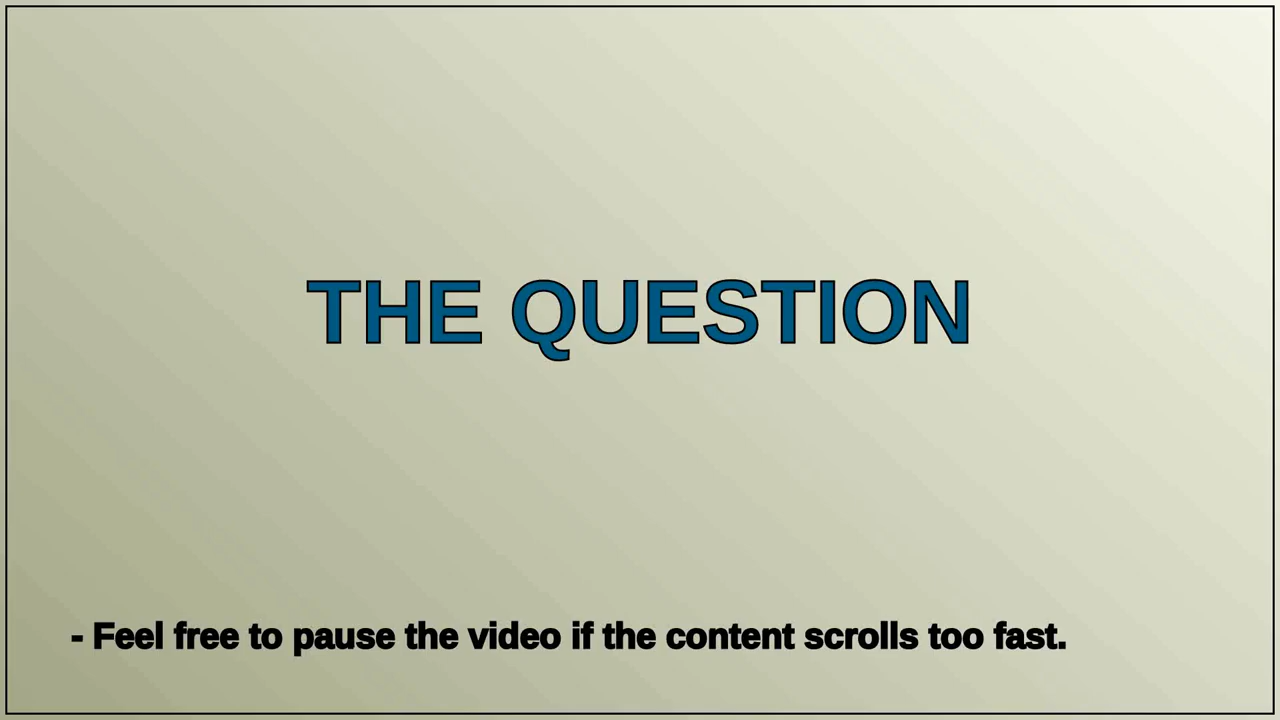 THE QUESTION
- Feel free to pause the video if the content scrolls too fast.